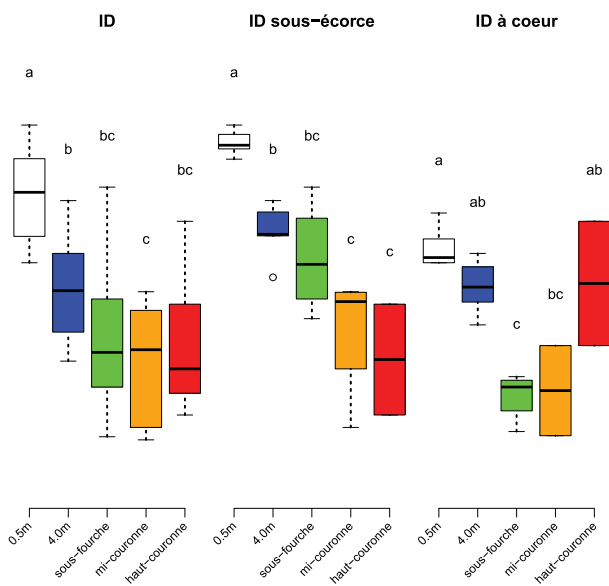 ID
ID sous−écorce
ID à coeur
a
b
bc
c
bc
a
b
bc
c
c
a
ab
c
bc
ab
0.5m
4.0m
sous−fourche
mi−couronne
haut−couronne
0.5m
4.0m
sous−fourche
mi−couronne
haut−couronne
0.5m
4.0m
sous−fourche
mi−couronne
haut−couronne